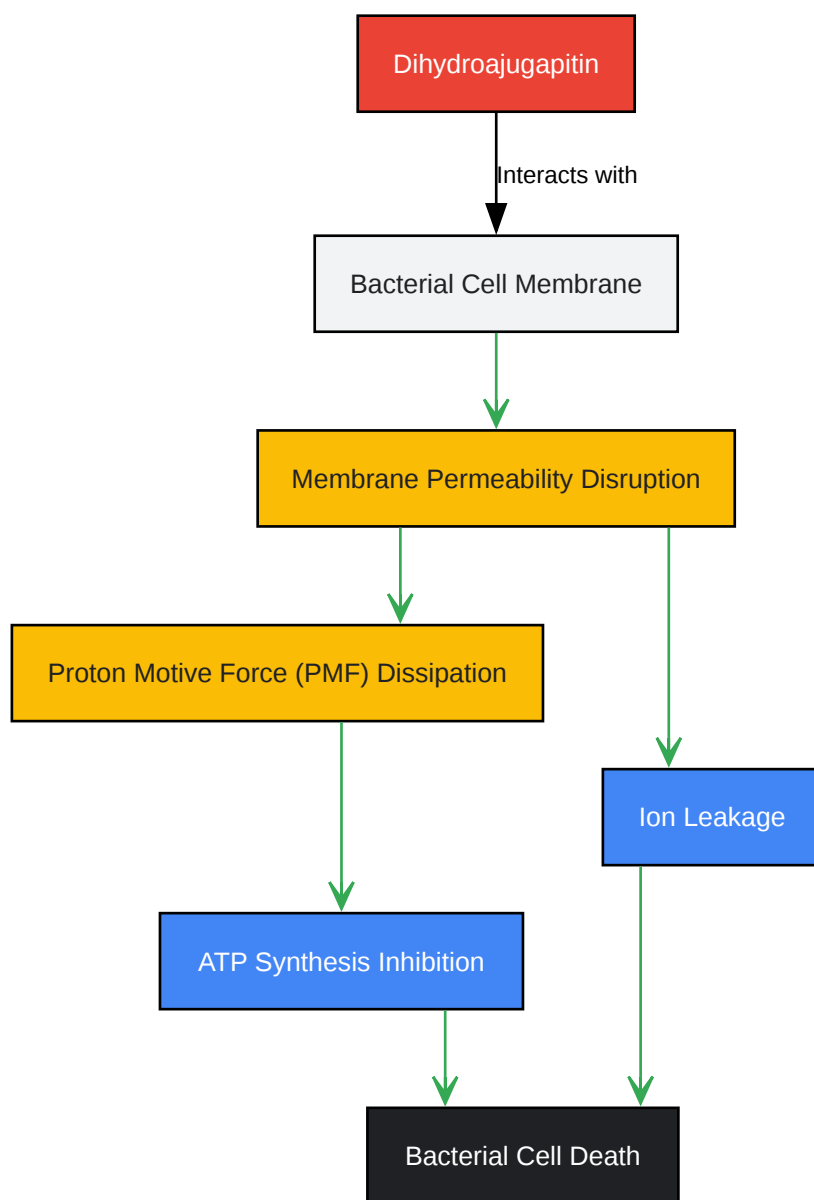 Dihydroajugapitin
Interacts with
Bacterial Cell Membrane
Membrane Permeability Disruption
Proton Motive Force (PMF) Dissipation
Ion Leakage
ATP Synthesis Inhibition
Bacterial Cell Death